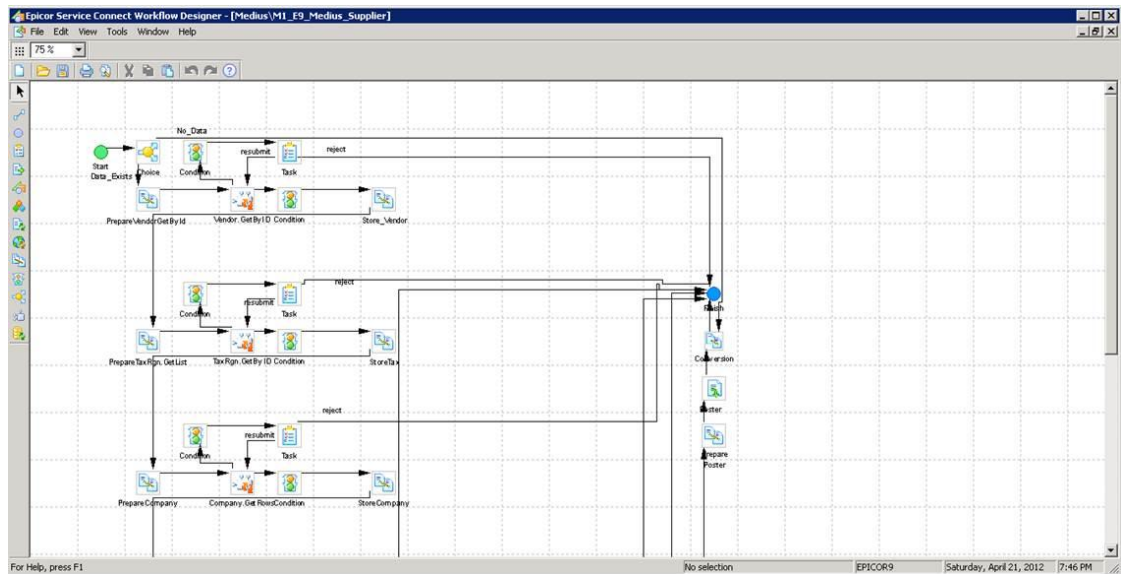 Epicor Service Connect Workflow Designer - [Medius\M1_E9_Medius_Supplier]
File Edit View Tools Window Help
75 %
No_Data
resubmit
reject
Start
Data_Exists
Choice
Condition
Task
PrepareVendorGetById
Vendor.GetByID
Condition
Store_Vendor
reject
resubmit
Condition
Task
Finish
PrepareTaxRgn.GetList
TaxRgn.GetByID
Condition
StoreTax
Conversion
reject
Poster
resubmit
Condition
Task
Prepare
Poster
PrepareCompany
Company.GetRows
Condition
StoreCompany
For Help, press F1
No selection
EPICOR9
Saturday, April 21, 2012
7:46 PM